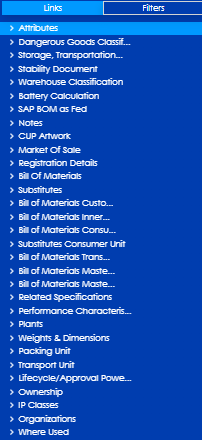 Links Filters
Attributes
Dangerous Goods Classif...
Storage, Transportation...
Stability Document
Warehouse Classification
Battery Calculation
SAP BOM as Fed
Notes
CUP Artwork
Market Of Sale
Registration Details
Bill Of Materials
Substitutes
Bill of Materials Custo...
Bill of Materials Inner...
Bill of Materials Consu...
Substitutes Consumer Unit
Bill of Materials Trans...
Bill of Materials Maste...
Bill of Materials Maste...
Related Specifications
Performance Characteris...
Plants
Weights & Dimensions
Packing Unit
Transport Unit
Lifecycle/Approval Powe...
Ownership
IP Classes
Organizations
Where Used